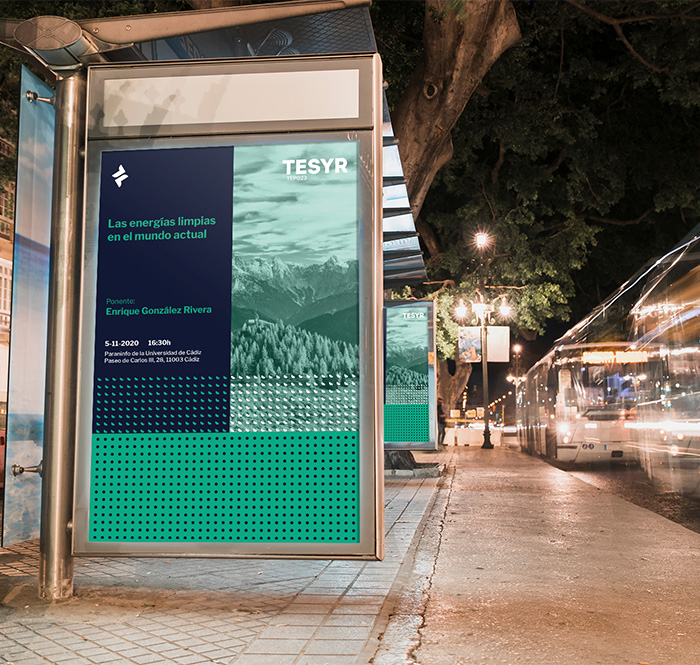 TESYR
TEP023
Las energías limpias
en el mundo actual
Ponente:
Enrique González Rivera
5-11-2020 16:30h
Paraninfo de la Universidad de Cádiz
Paseo de Carlos III, 28, 11003 Cádiz
TESYR